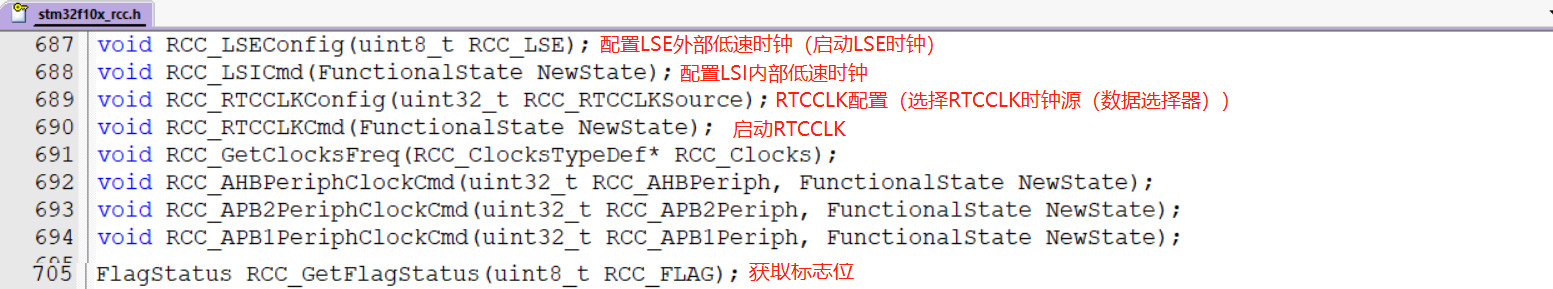 stm32f10x_rcc.h
687 void RCC_LSEConfig(uint8_t RCC_LSE); 配置LSE外部低速时钟（启动LSE时钟）
688 void RCC_LSICmd(FunctionalState NewState); 配置LSI内部低速时钟
689 void RCC_RTCCLKConfig(uint32_t RCC_RTCCLKSource); RTCCLK配置（选择RTCCLK时钟源（数据选择器））
690 void RCC_RTCCLKCmd(FunctionalState NewState); 启动RTCCLK
691 void RCC_GetClocksFreq(RCC_ClocksTypeDef* RCC_Clocks);
692 void RCC_AHBPeriphClockCmd(uint32_t RCC_AHBPeriph, FunctionalState NewState);
693 void RCC_APB2PeriphClockCmd(uint32_t RCC_APB2Periph, FunctionalState NewState);
694 void RCC_APB1PeriphClockCmd(uint32_t RCC_APB1Periph, FunctionalState NewState);
695
705 FlagStatus RCC_GetFlagStatus(uint8_t RCC_FLAG); 获取标志位